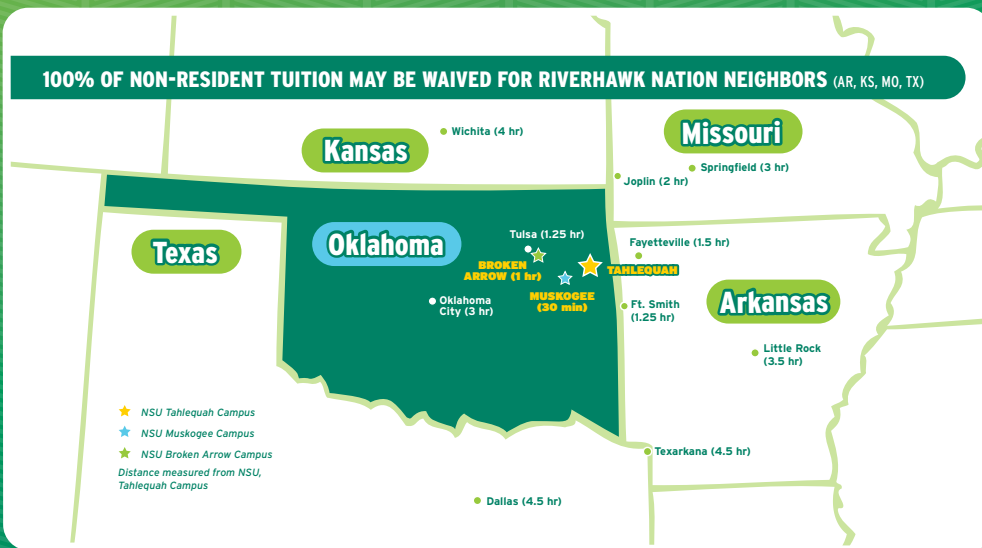 100% OF NON-RESIDENT TUITION MAY BE WAIVED FOR RIVERHAWK NATION NEIGHBORS (AR, KS, MO, TX)
Kansas
Wichita (4 hr)
Missouri
Springfield (3 hr)
Joplin (2 hr)
Texas
Oklahoma
Tulsa (1.25 hr)
BROKEN
ARROW (1 hr)
Fayetteville (1.5 hr)
TAHLEQUAH
MUSKOGEE
(30 min)
Oklahoma
City (3 hr)
Ft. Smith
(1.25 hr)
Arkansas
Little Rock
(3.5 hr)
NSU Tahlequah Campus
NSU Muskogee Campus
NSU Broken Arrow Campus
Distance measured from NSU,
Tahlequah Campus
Texarkana (4.5 hr)
Dallas (4.5 hr)